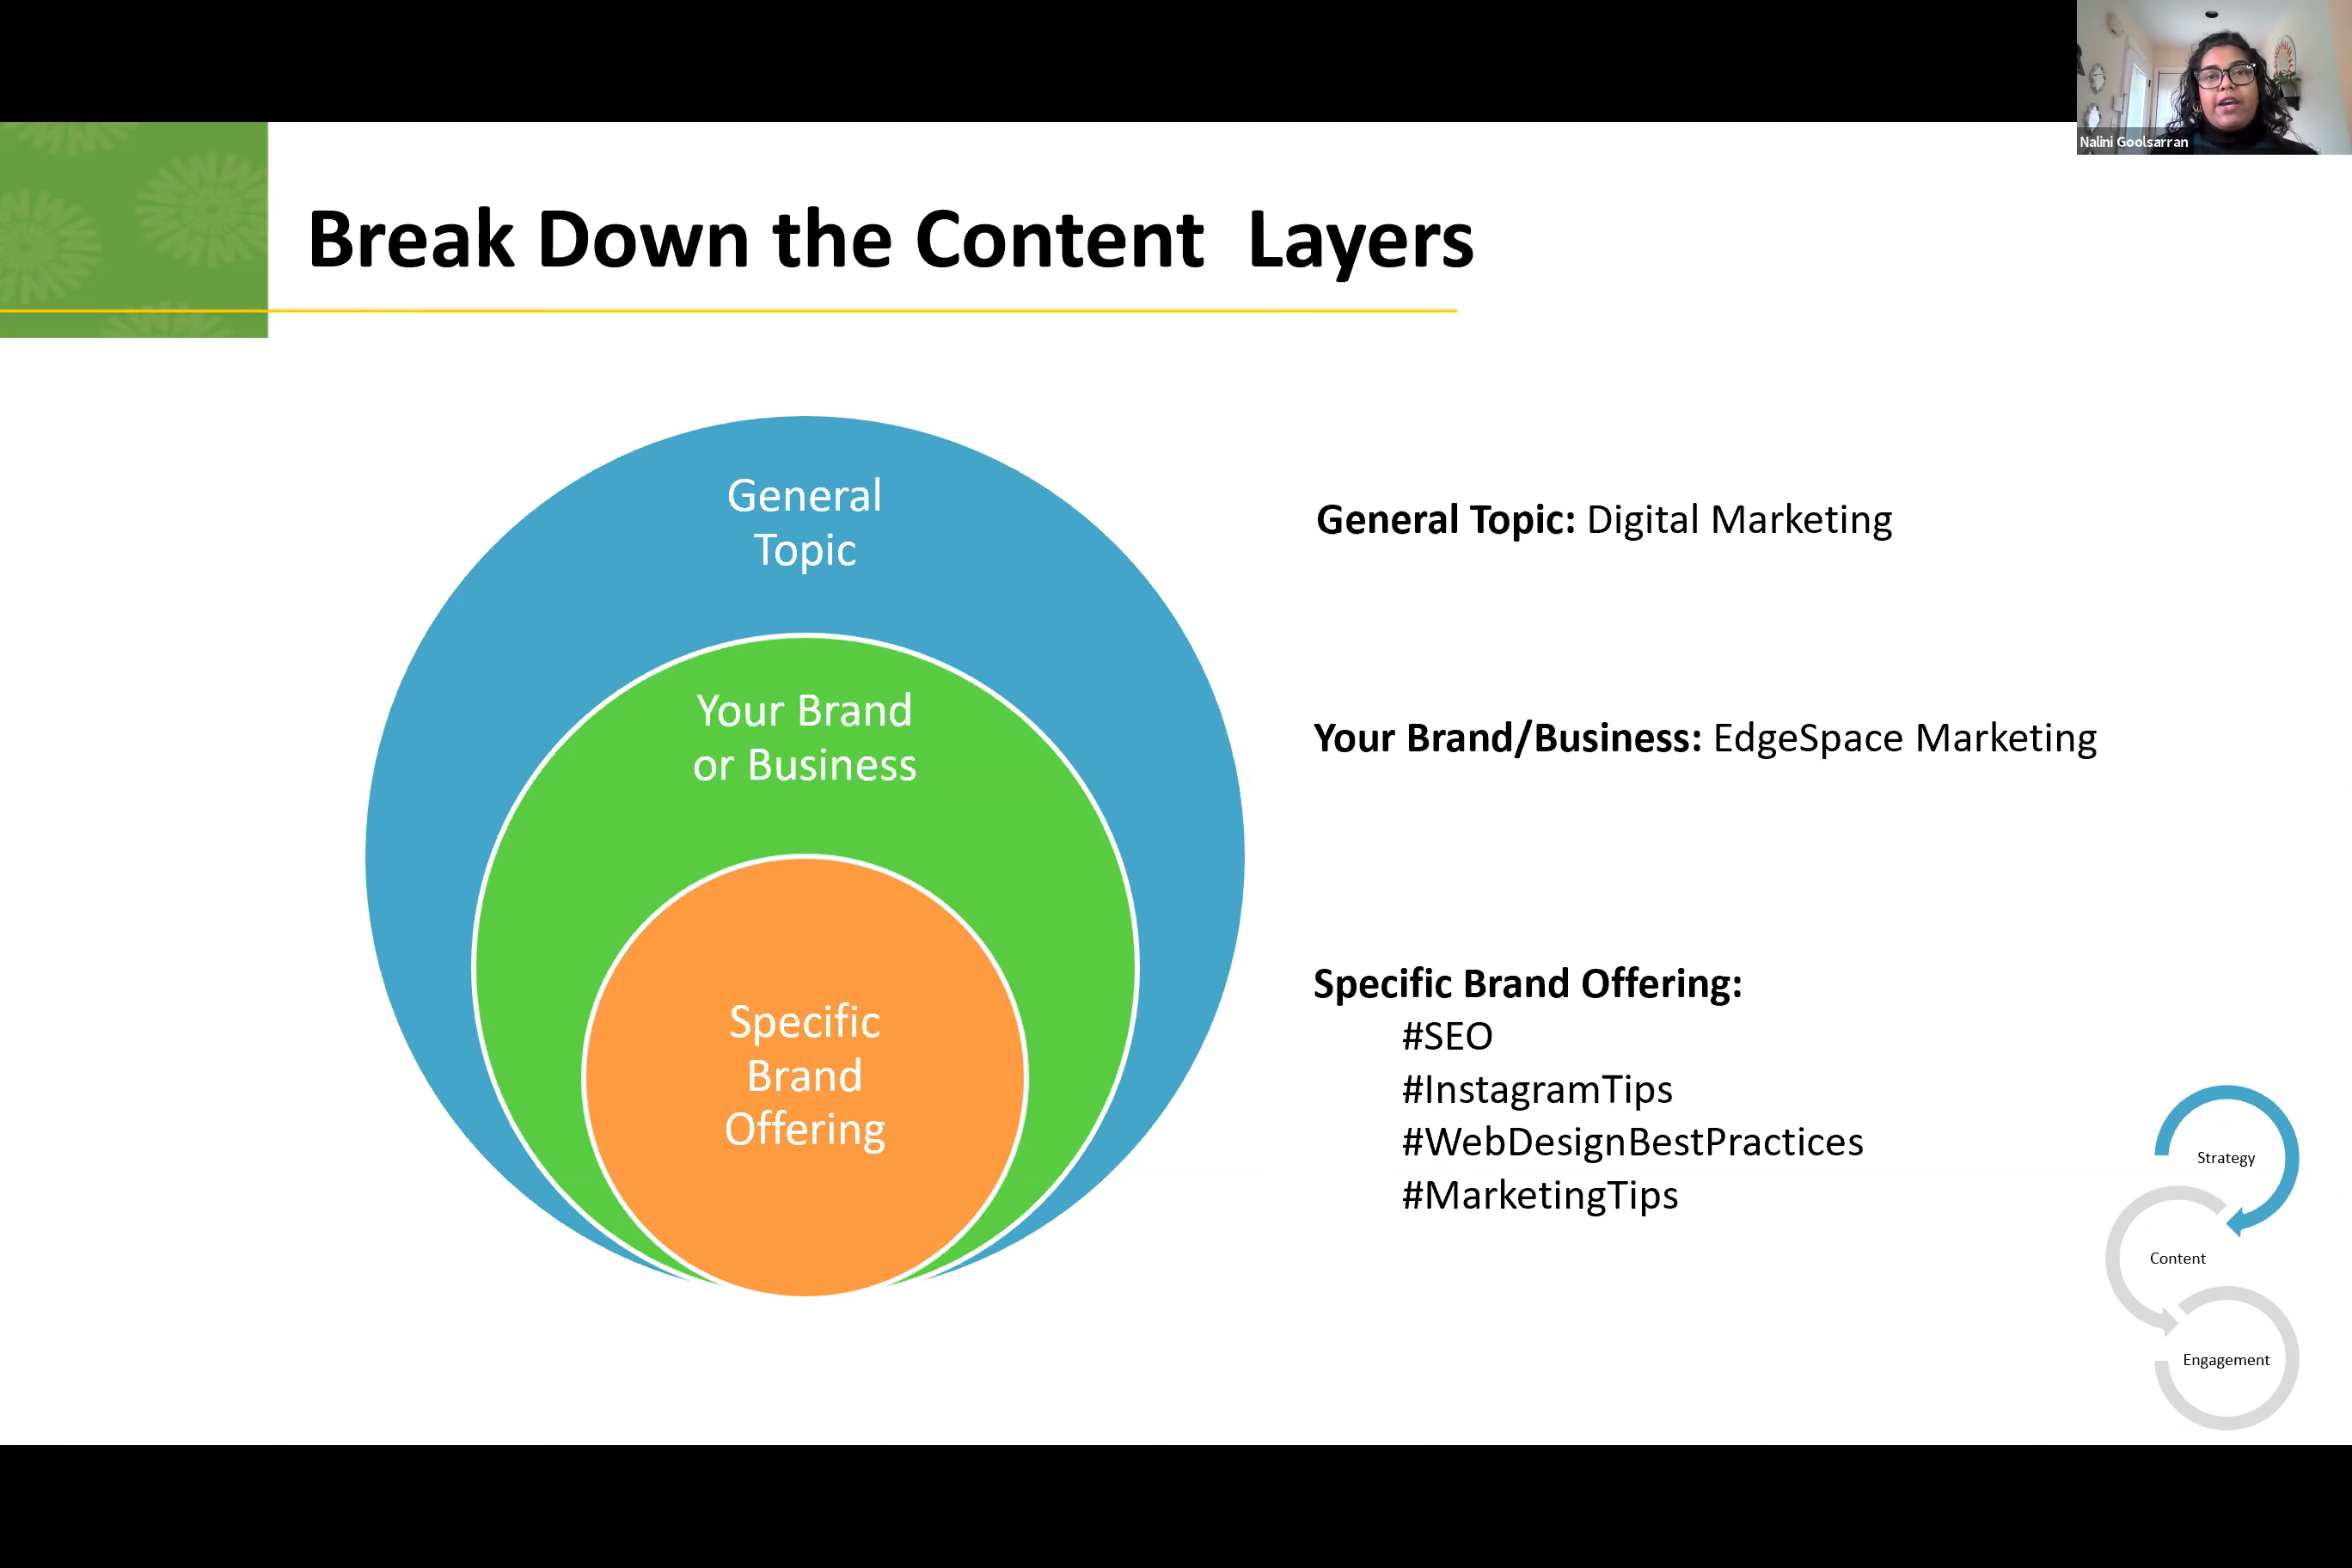 Nalini Goolsarran
Break Down the Content Layers
General
Topic
Your Brand
or Business
Specific
Brand
Offering
General Topic: Digital Marketing
Your Brand/Business: EdgeSpace Marketing
Specific Brand Offering:
#SEO
#InstagramTips
#WebDesignBestPractices
#MarketingTips
Strategy
Content
Engagement